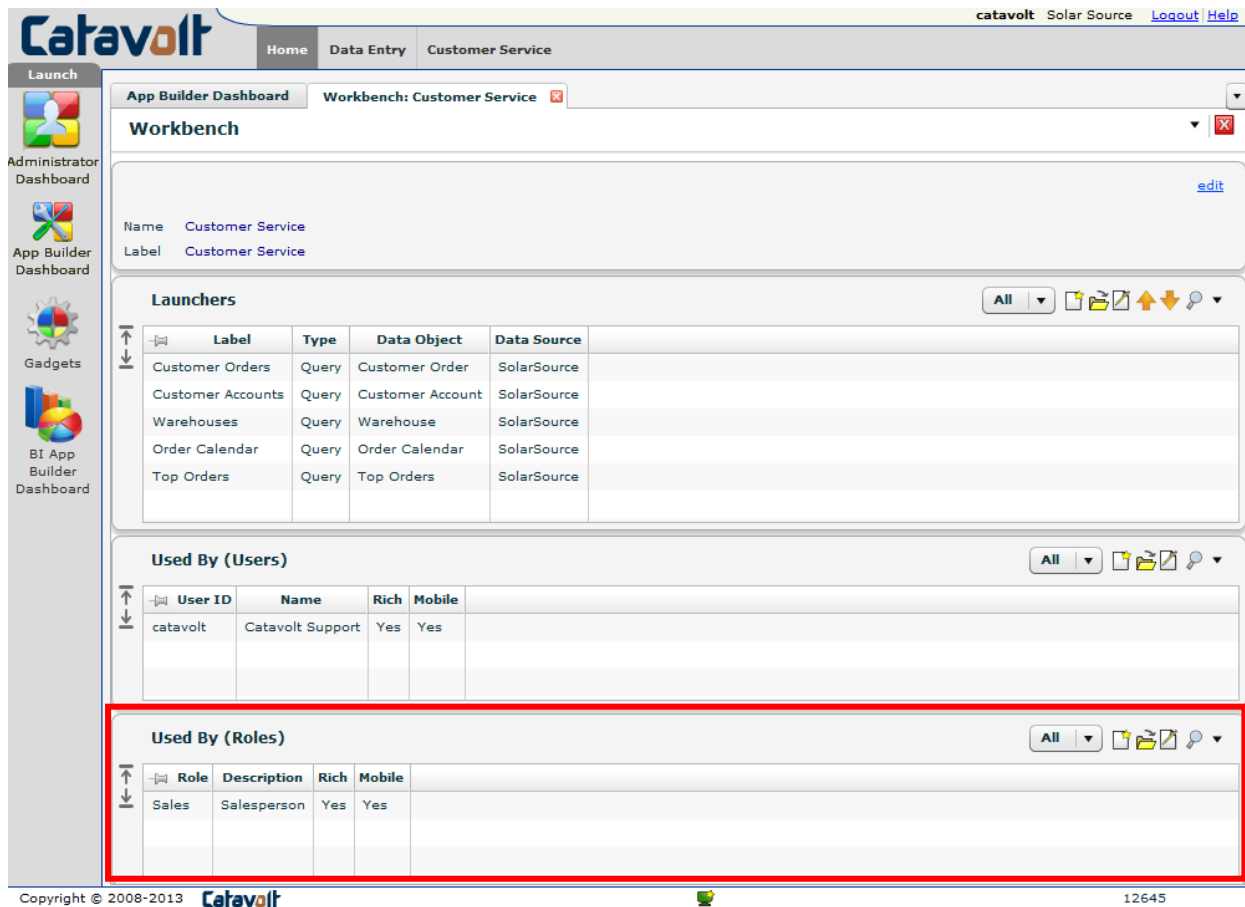 catavolt Solar Source Logout Help
Catavolt
Home Data Entry Customer Service
Launch
Administrator
Dashboard
App Builder
Dashboard
Gadgets
BI App
Builder
Dashboard
App Builder Dashboard Workbench: Customer Service
Workbench
edit
Name Customer Service
Label Customer Service
Launchers All
Label Type Data Object Data Source
Customer Orders Query Customer Order SolarSource
Customer Accounts Query Customer Account SolarSource
Warehouses Query Warehouse SolarSource
Order Calendar Query Order Calendar SolarSource
Top Orders Query Top Orders SolarSource
Used By (Users) All
User ID Name Rich Mobile
catavolt Catavolt Support Yes Yes
Used By (Roles) All
Role Description Rich Mobile
Sales Salesperson Yes Yes
Copyright © 2008-2013 Catavolt 12645